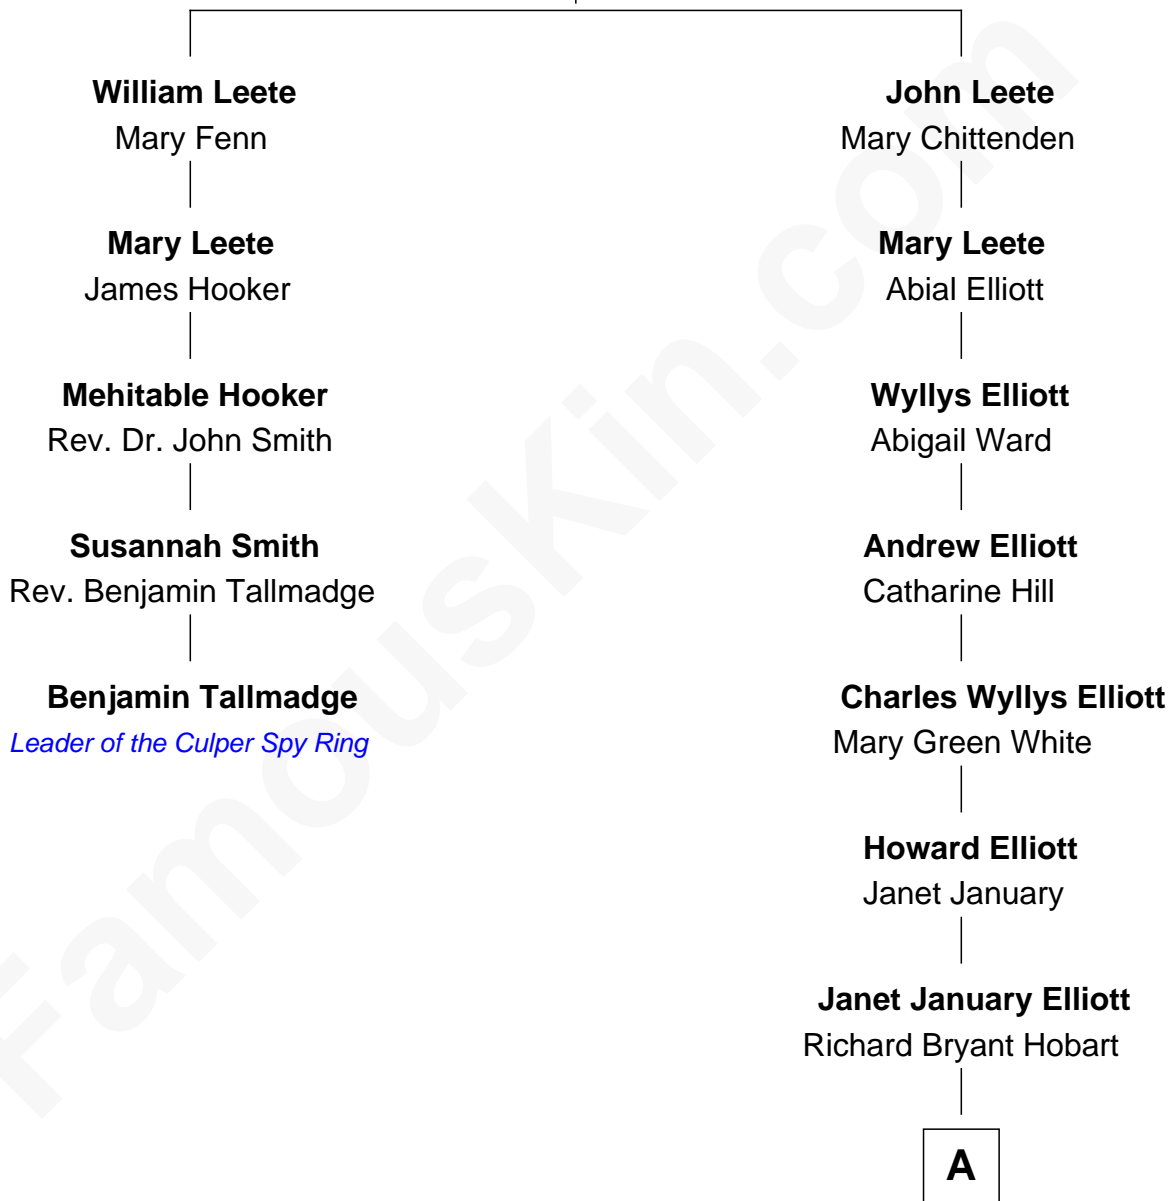 William Leete
Mary Fenn
Mary Leete
James Hooker
Mehitable Hooker
Rev. Dr. John Smith
Susannah Smith
Rev. Benjamin Tallmadge
Benjamin Tallmadge
Leader of the Culper Spy Ring
John Leete
Mary Chittenden
Mary Leete
Abial Elliott
Wyllys Elliott
Abigail Ward
Andrew Elliott
Catharine Hill
Charles Wyllys Elliott
Mary Green White
Howard Elliott
Janet January
Janet January Elliott
Richard Bryant Hobart
A
FamousKin.com